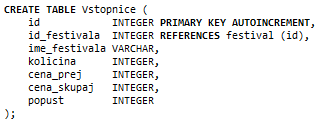 CREATE TABLE Vstopnice (
    id            INTEGER PRIMARY KEY AUTOINCREMENT,
    id_festivala  INTEGER REFERENCES festival (id),
    ime_festivala VARCHAR,
    kolicina      INTEGER,
    cena_prej     INTEGER,
    cena_skupaj   INTEGER,
    popust        INTEGER
);